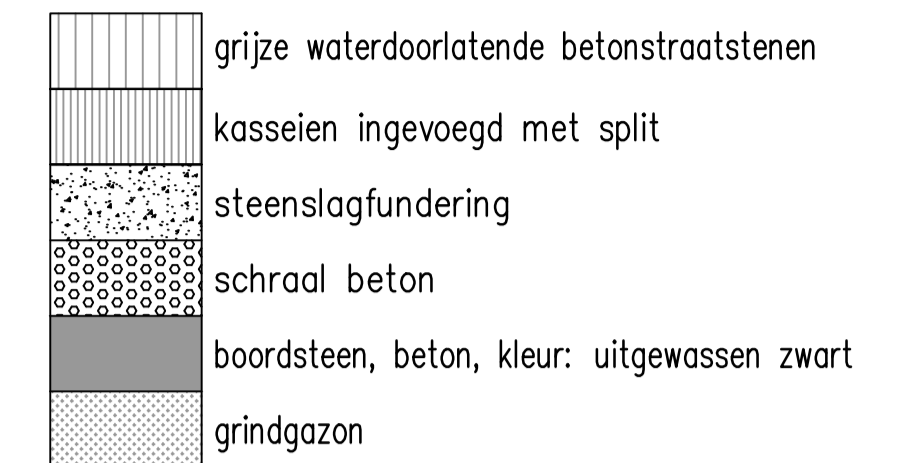 grijze waterdoorlatende betonstraatstenen
kasseien ingevoegd met split
steenslagfundering
schraal beton
boordsteen, beton, kleur: uitgewassen zwart
grindgazon